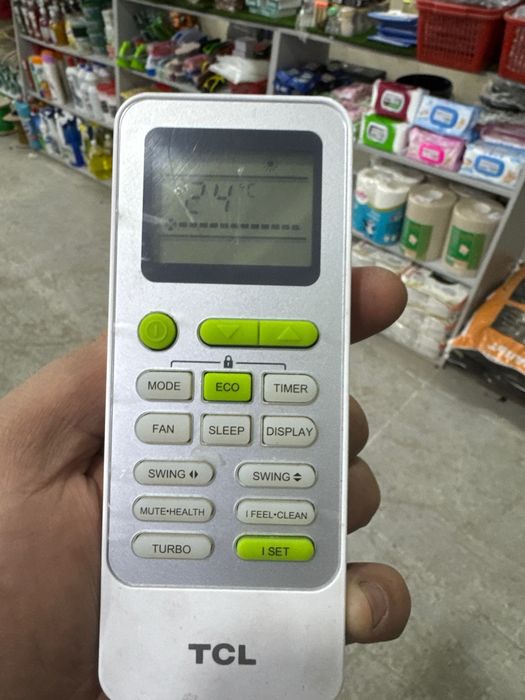 24°C
MODE ECO TIMER
FAN SLEEP DISPLAY
SWING SWING
MUTE•HEALTH I FEEL•CLEAN
TURBO I SET
TCL